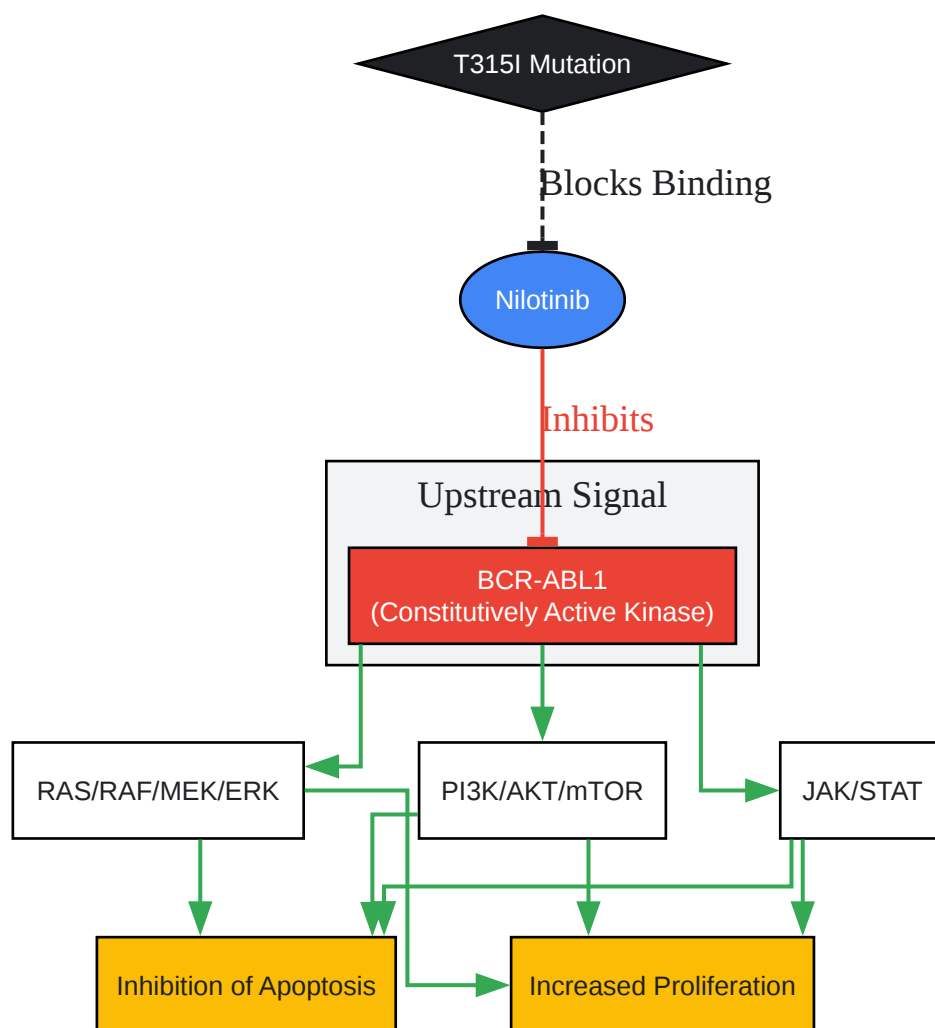 T315I Mutation
Blocks Binding
Nilotinib
Inhibits
Upstream Signal
BCR-ABL1
(Constitutively Active Kinase)
RAS/RAF/MEK/ERK
PI3K/AKT/mTOR
JAK/STAT
Inhibition of Apoptosis
Increased Proliferation